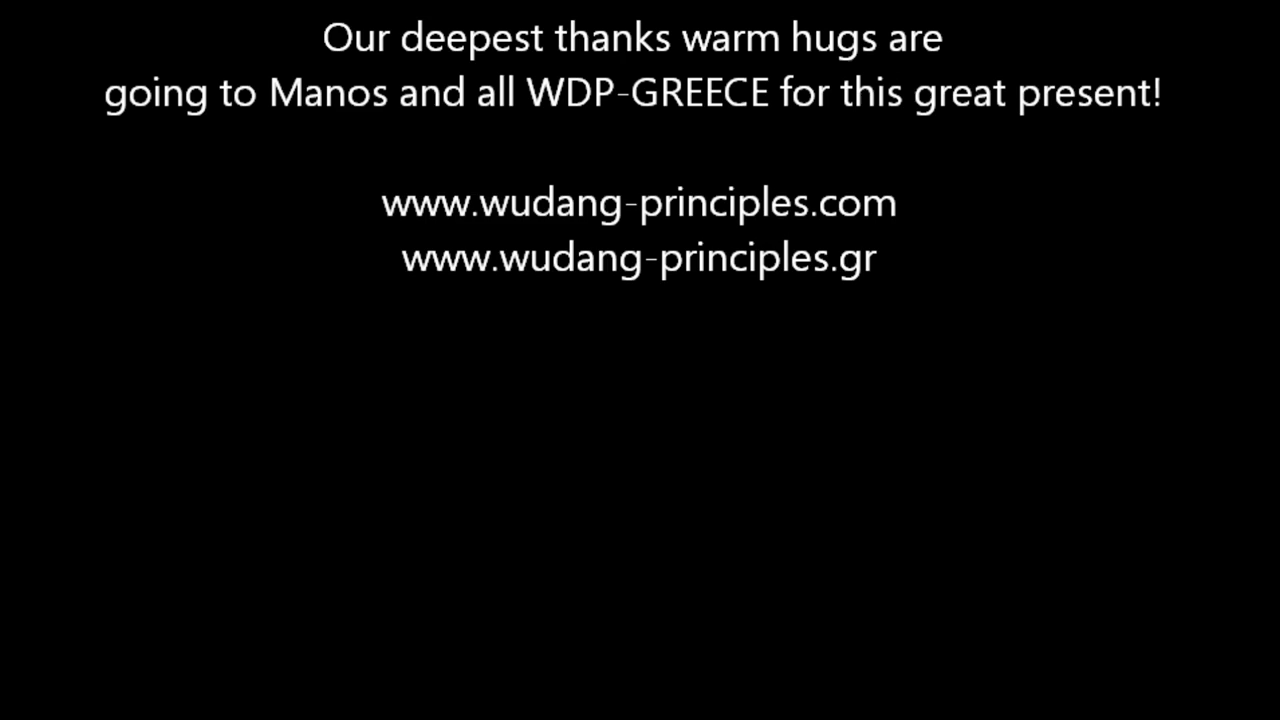 Our deepest thanks warm hugs are
going to Manos and all WDP-GREECE for this great present!
www.wudang-principles.com
www.wudang-principles.gr